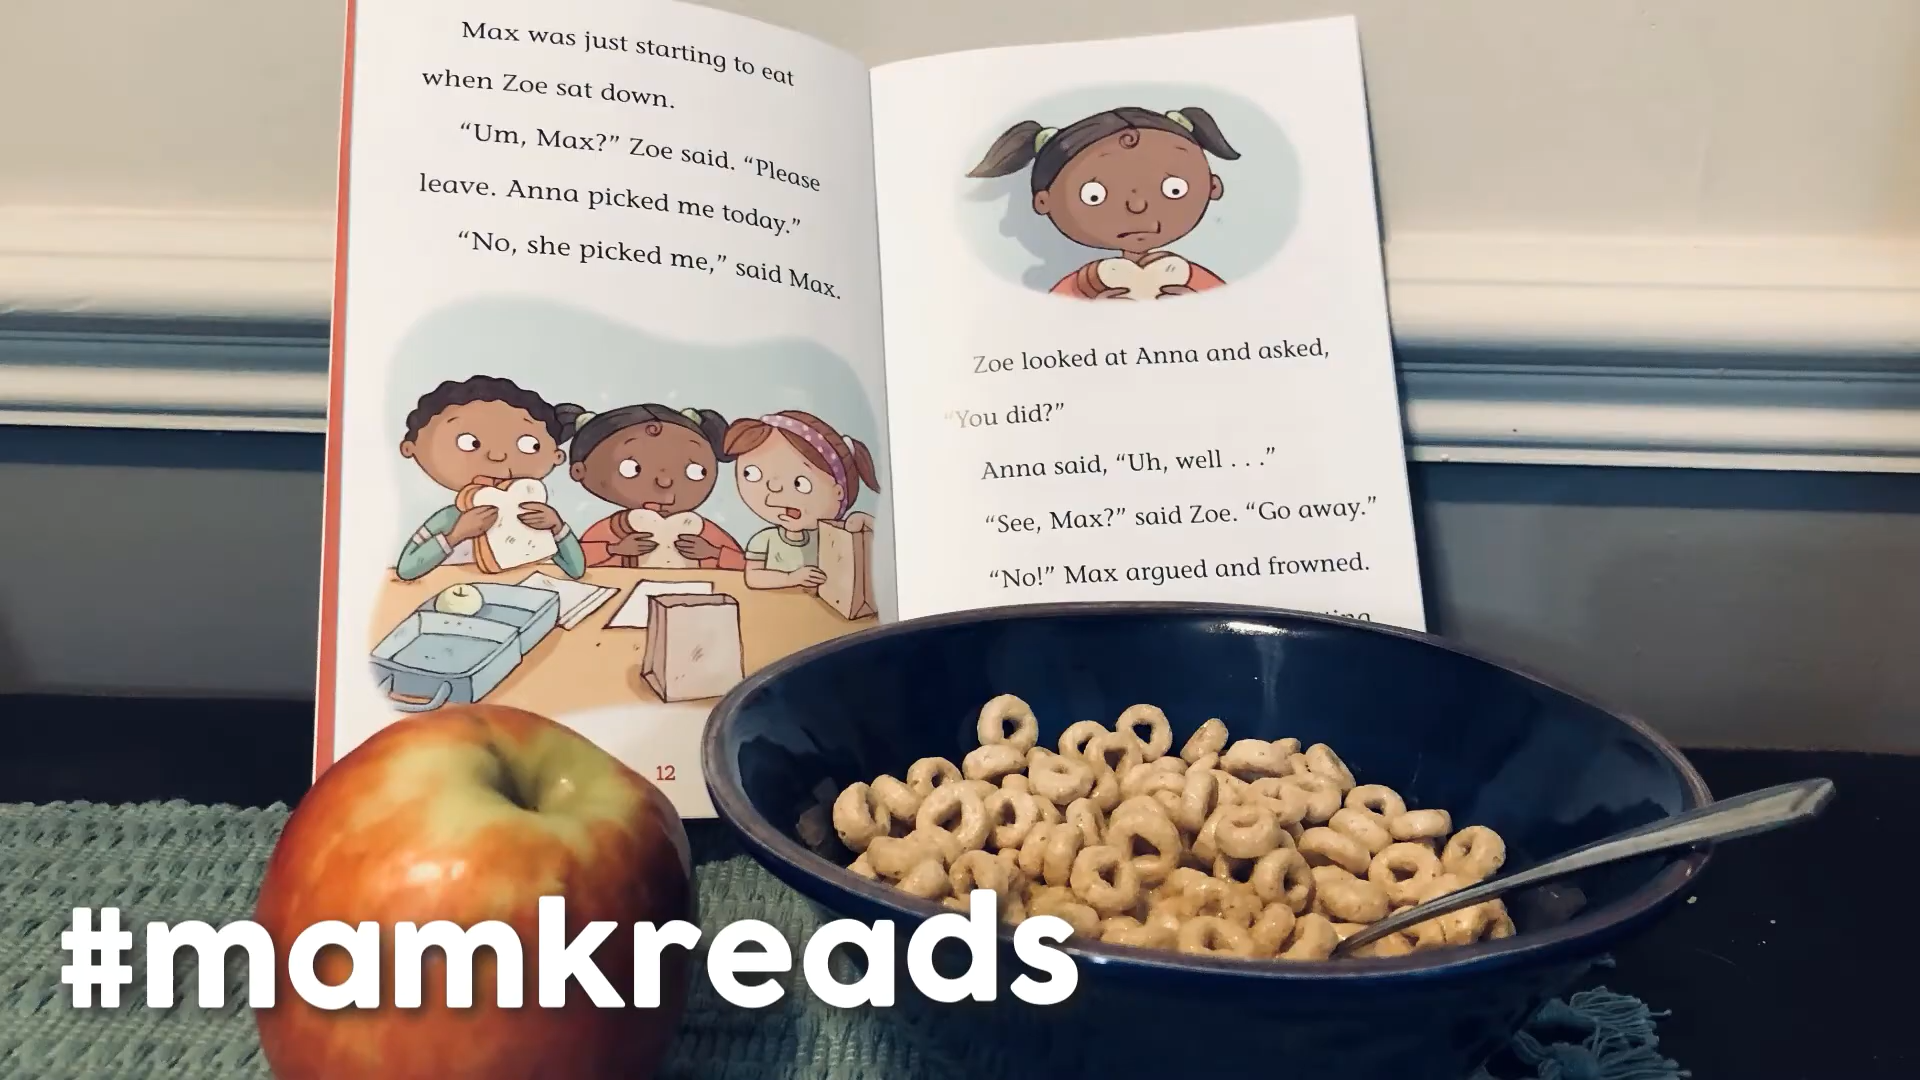 Max was just starting to eat
when Zoe sat down.
“Um, Max?” Zoe said. “Please
leave. Anna picked me today.”
“No, she picked me,” said Max.
12
Zoe looked at Anna and asked,
“You did?”
Anna said, “Uh, well . . .”
“See, Max?” said Zoe. “Go away.”
“No!” Max argued and frowned.
#mamkreads